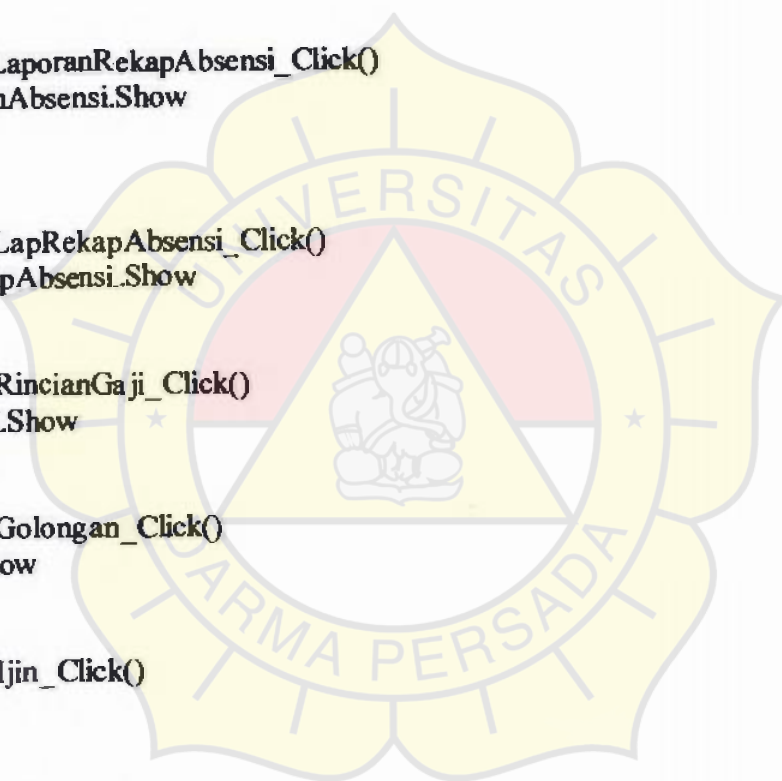 LaporanRekapAbsensi_Click()
nAbsensi.Show
LapRekapAbsensi_Click()
pAbsensi.Show
RincianGaji_Click()
.Show
Golongan_Click()
ow
Ijin_Click()
UNIVERSITAS
DARMA PERSADA